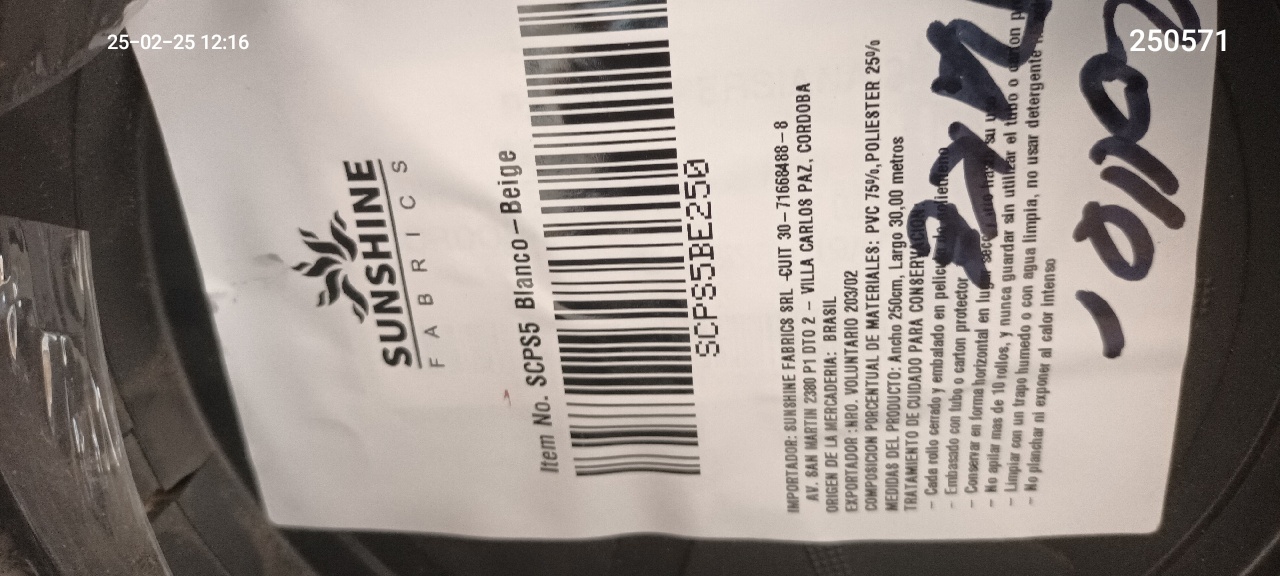 25-02-25 12:16
250571
SUNSHINE
FABRICS
Item No. SCPS5 Blanco-Beige
SCPS5BE250
IMPORTADOR: SUNSHINE FABRICS SRL -CUIT 30-71668488-8
AV. SAN MARTIN 2380 P1 DTO 2 - VILLA CARLOS PAZ, CORDOBA
ORIGEN DE LA MERCADERIA: BRASIL
EXPORTADOR :NRO. VOLUNTARIO 203/02
COMPOSICION PORCENTUAL DE MATERIALES: PVC 75%, POLIESTER 25%
MEDIDAS DEL PRODUCTO: Ancho 250cm, Largo 30,00 metros
TRATAMIENTO DE CUIDADO PARA CONSERVACION:
- Cada rollo cerrado y embalado en
- Embasado con tubo o carton protector
- Conservar en forma horizontal en lugar seco su
- No apilar mas de 10 rollos, y nunca guardar sin utilizar el tubo o carton
- Limpiar con un trapo humedo o con agua limpia, no usar detergente
- No planchar ni exponer al calor intenso